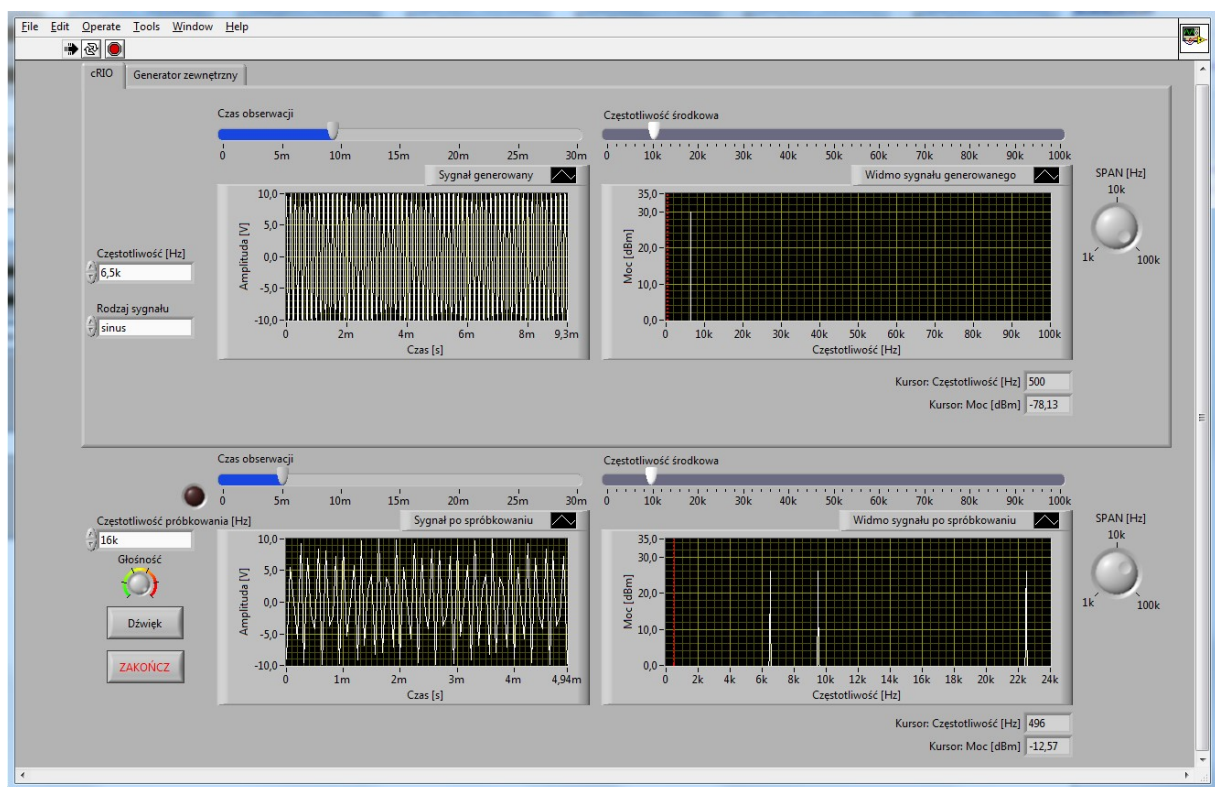 File Edit Operate Tools Window Help
cRIO Generator zewnętrzny
Czas obserwacji
0 5m 10m 15m 20m 25m 30m
Częstotliwość środkowa
0 10k 20k 30k 40k 50k 60k 70k 80k 90k 100k
Sygnał generowany
Widmo sygnału generowanego
SPAN [Hz]
10k
1k 100k
Częstotliwość [Hz]
6,5k
Rodzaj sygnału
sinus
Amplituda [V]
10,0
5,0
0,0
-5,0
-10,0
0 2m 4m 6m 8m 9,3m
Czas [s]
Moc [dBm]
35,0
30,0
20,0
10,0
0,0
0 10k 20k 30k 40k 50k 60k 70k 80k 90k 100k
Częstotliwość [Hz]
Kursor: Częstotliwość [Hz] 500
Kursor: Moc [dBm] -78,13
Czas obserwacji
0 5m 10m 15m 20m 25m 30m
Częstotliwość środkowa
0 10k 20k 30k 40k 50k 60k 70k 80k 90k 100k
Częstotliwość próbkowania [Hz]
16k
Głośność
Dźwięk
ZAKOŃCZ
Sygnał po spróbkowaniu
Amplituda [V]
10,0
5,0
0,0
-5,0
-10,0
0 1m 2m 3m 4m 4,94m
Czas [s]
Widmo sygnału po spróbkowaniu
Moc [dBm]
35,0
30,0
20,0
10,0
0,0
0 2k 4k 6k 8k 10k 12k 14k 16k 18k 20k 22k 24k
Częstotliwość [Hz]
SPAN [Hz]
10k
1k 100k
Kursor: Częstotliwość [Hz] 496
Kursor: Moc [dBm] -12,57